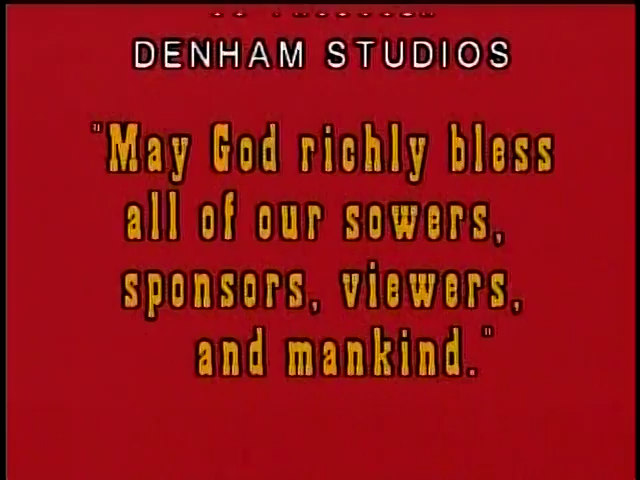 DENHAM STUDIOS
"May God richly bless
all of our sowers,
sponsors, viewers,
and mankind."